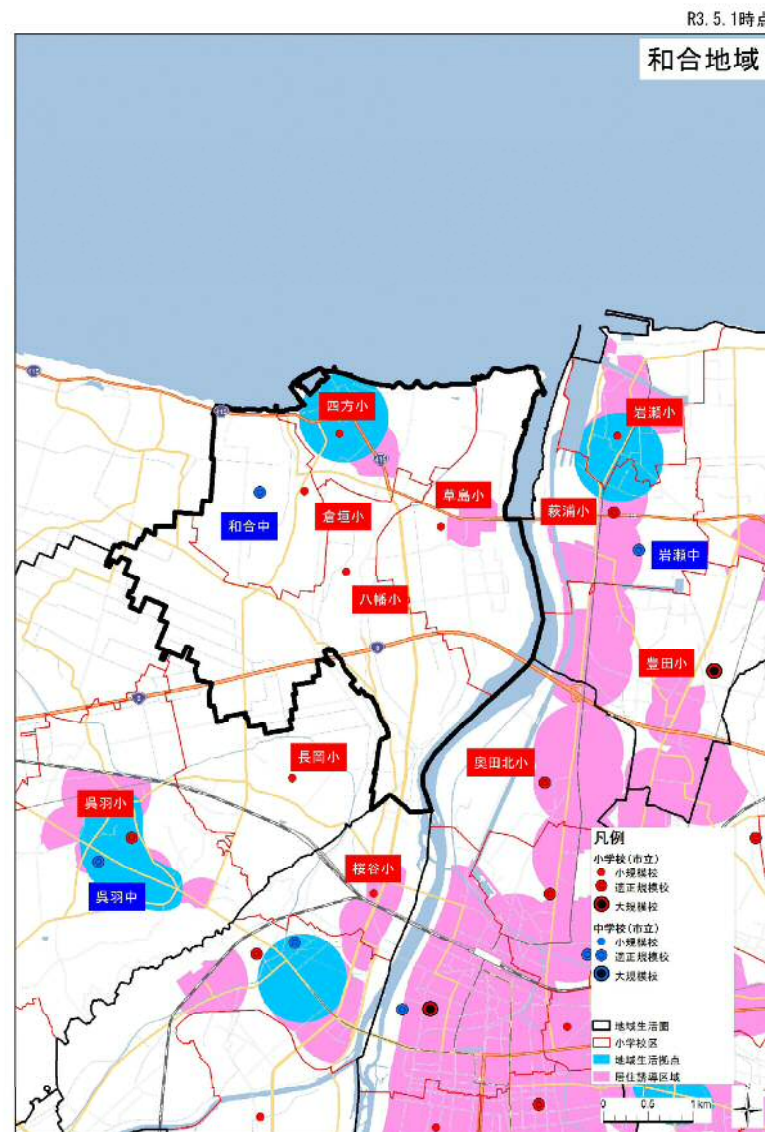 R3.5.1時点
和合地域
415
415
四方小
岩瀬小
倉垣小
草島小
萩浦小
和合中
岩瀬中
八幡小
8
豊田小
8
長岡小
奥田北小
呉羽小
呉羽中
桜谷小
凡例
小学校(市立)
小規模校
適正規模校
大規模校
中学校(市立)
小規模校
適正規模校
大規模校
地域生活圏
小学校区
地域生活拠点
居住誘導区域
0 0.5 1km